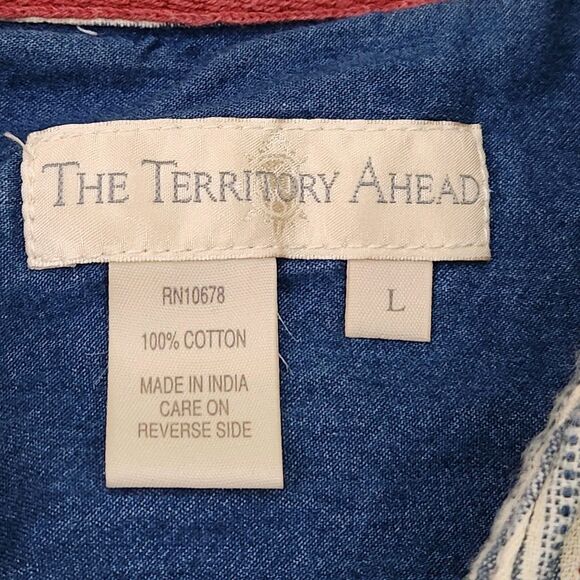 THE TERRITORY AHEAD
RN10678
100% COTTON
MADE IN INDIA
CARE ON
REVERSE SIDE
L